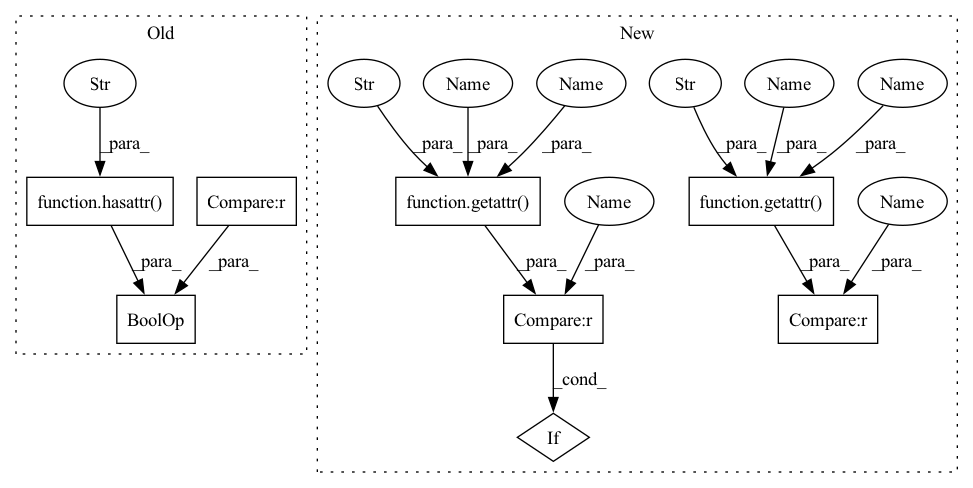 Old
New
Str
Str
Name
Name
Str
Name
Name
_para_
_para_
_para_
_para_
_para_
_para_
_para_
function.hasattr()
Compare:r
function.getattr()
Name
function.getattr()
Name
_para_
_para_
_para_
_para_
_para_
_para_
BoolOp
Compare:r
Compare:r
_cond_
If